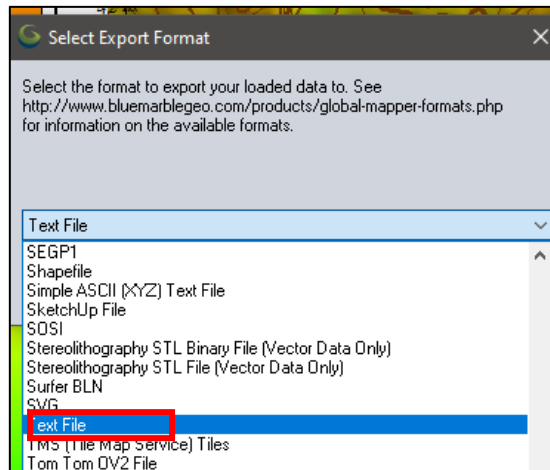 Select Export Format
Select the format to export your loaded data to. See
http://www.bluemarblegeo.com/products/global-mapper-formats.php
for information on the available formats.
Text File
SEGP1
Shapefile
Simple ASCII (XYZ) Text File
SketchUp File
SOSI
Stereolithography STL Binary File (Vector Data Only)
Stereolithography STL File (Vector Data Only)
Surfer BLN
SVG
Text File
TMS (Tile Map Service) Tiles
Tom Tom OV2 File